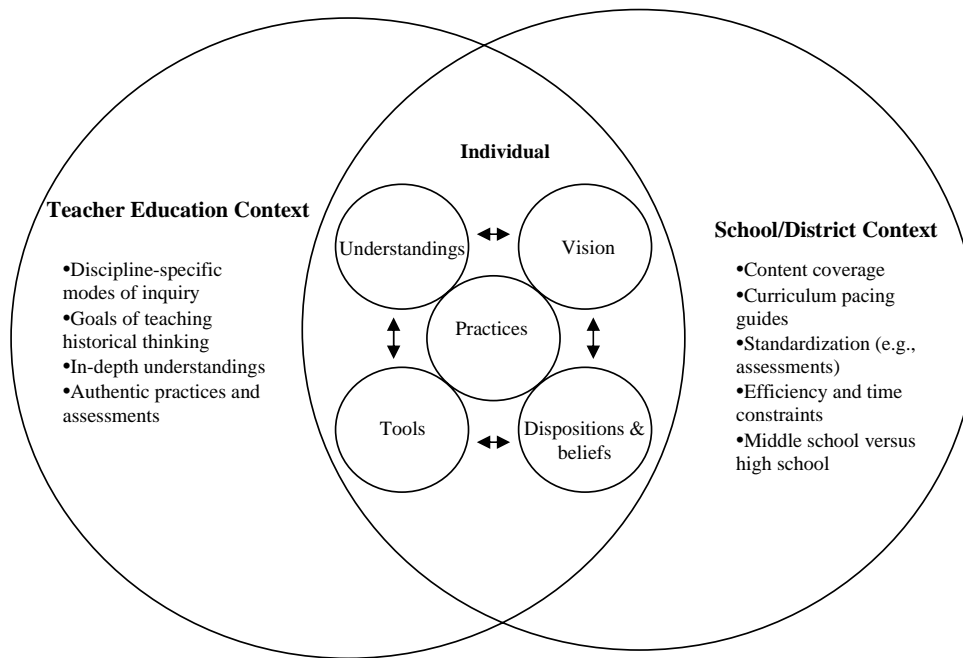 Individual
Teacher Education Context
•Discipline-specific
modes of inquiry
•Goals of teaching
historical thinking
•In-depth understandings
•Authentic practices and
assessments
Understandings
Vision
Practices
Tools
Dispositions &
beliefs
School/District Context
•Content coverage
•Curriculum pacing
guides
•Standardization (e.g.,
assessments)
•Efficiency and time
constraints
•Middle school versus
high school